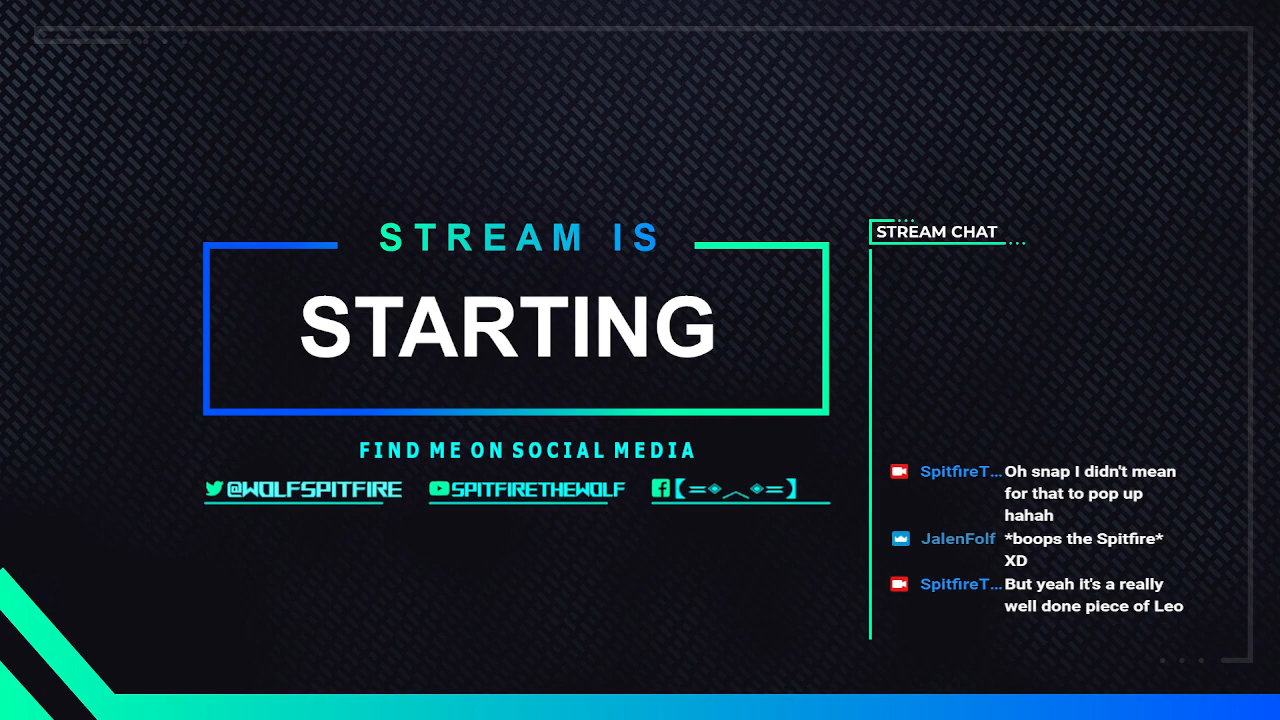 STREAM IS
STARTING
FIND ME ON SOCIAL MEDIA
@WOLFSPITFIRE SPITFIRETHEWOLF 【=◈︿◈=】
STREAM CHAT
SpitfireT... Oh snap I didn't mean
for that to pop up
hahah
JalenFolf *boops the Spitfire*
XD
SpitfireT... But yeah it's a really
well done piece of Leo